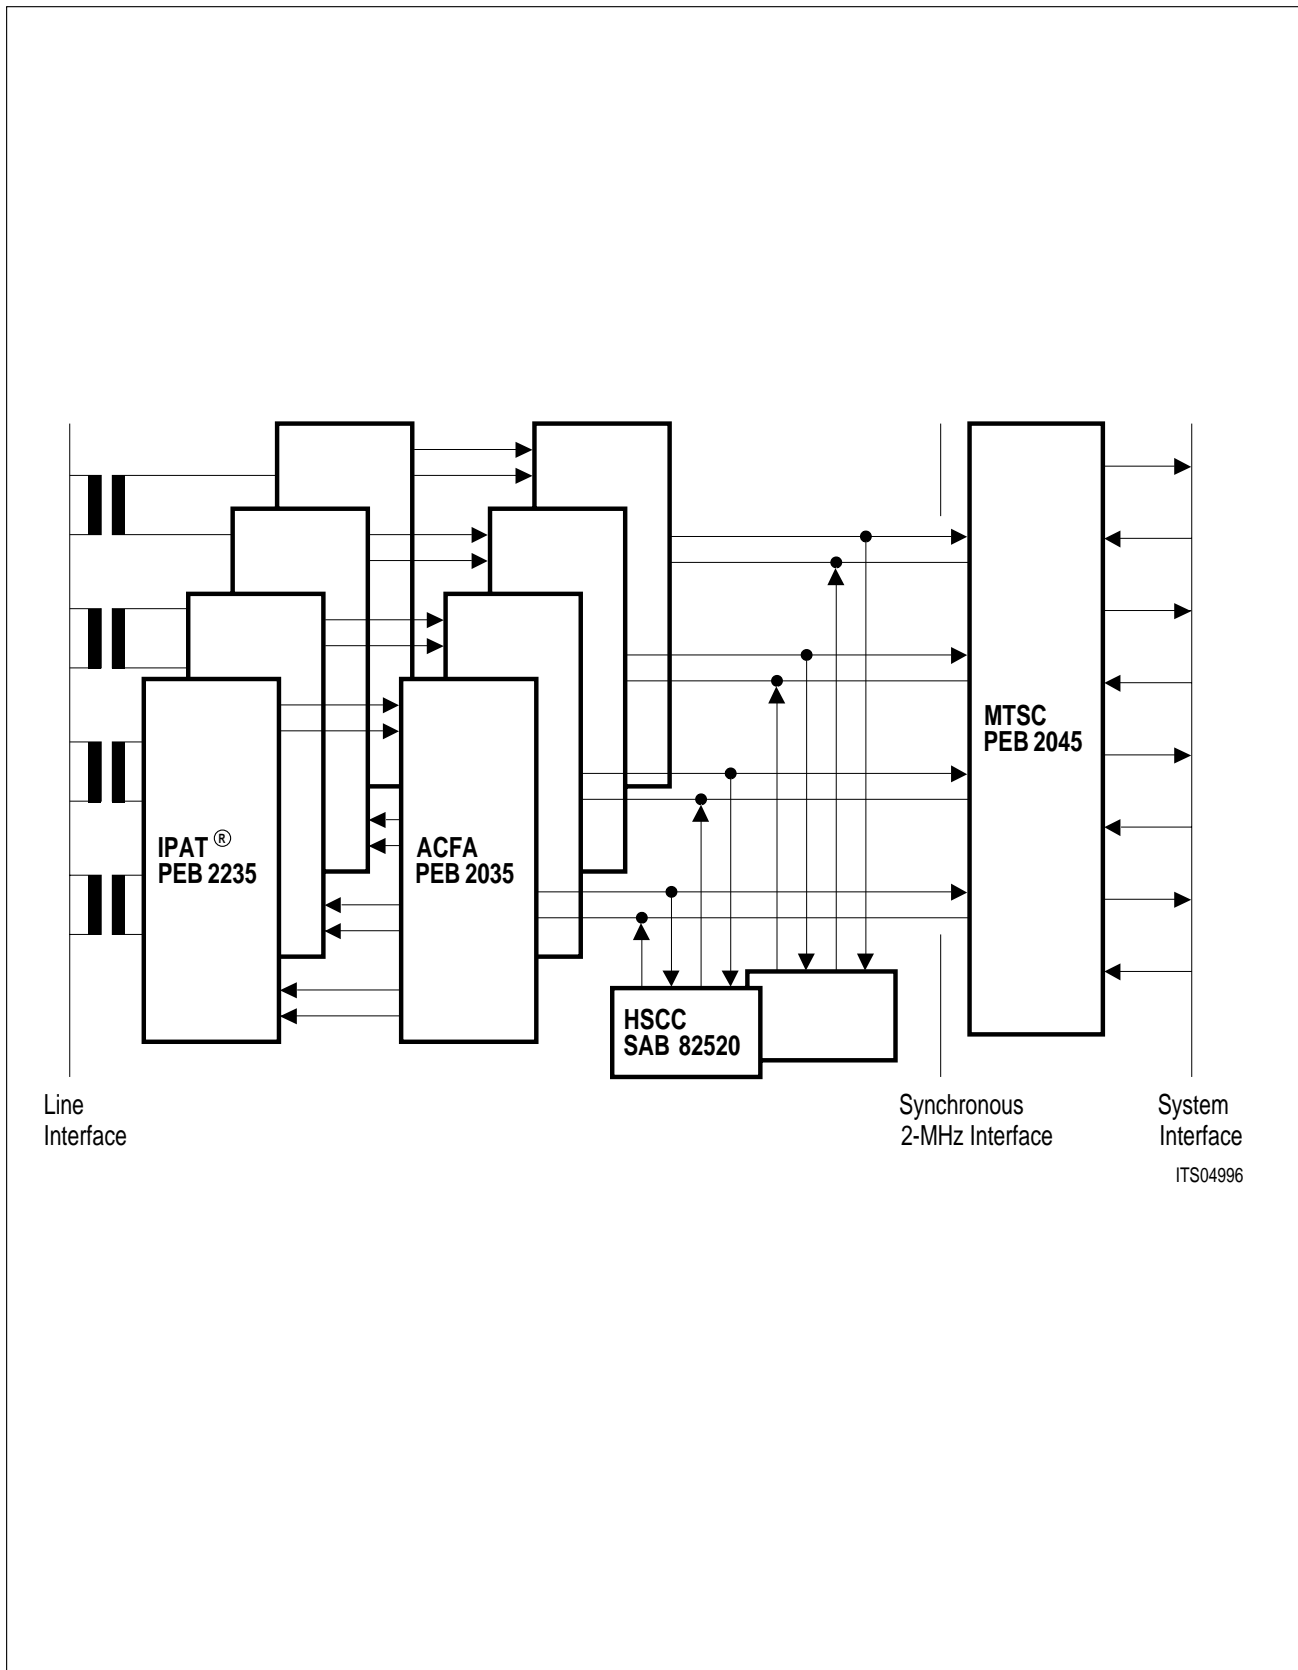 MTSC
PEB 2045
IPAT ®
PEB 2235
ACFA
PEB 2035
HSCC
SAB 82520
Line
Interface
Synchronous
2-MHz Interface
System
Interface
ITS04996